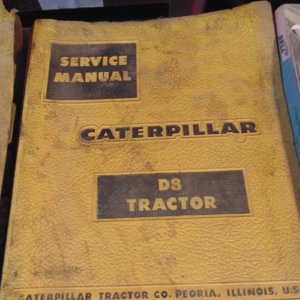 SERVICE
MANUAL
CATERPILLAR
D8
TRACTOR
CATERPILLAR TRACTOR CO. PEORIA, ILLINOIS, U.S.